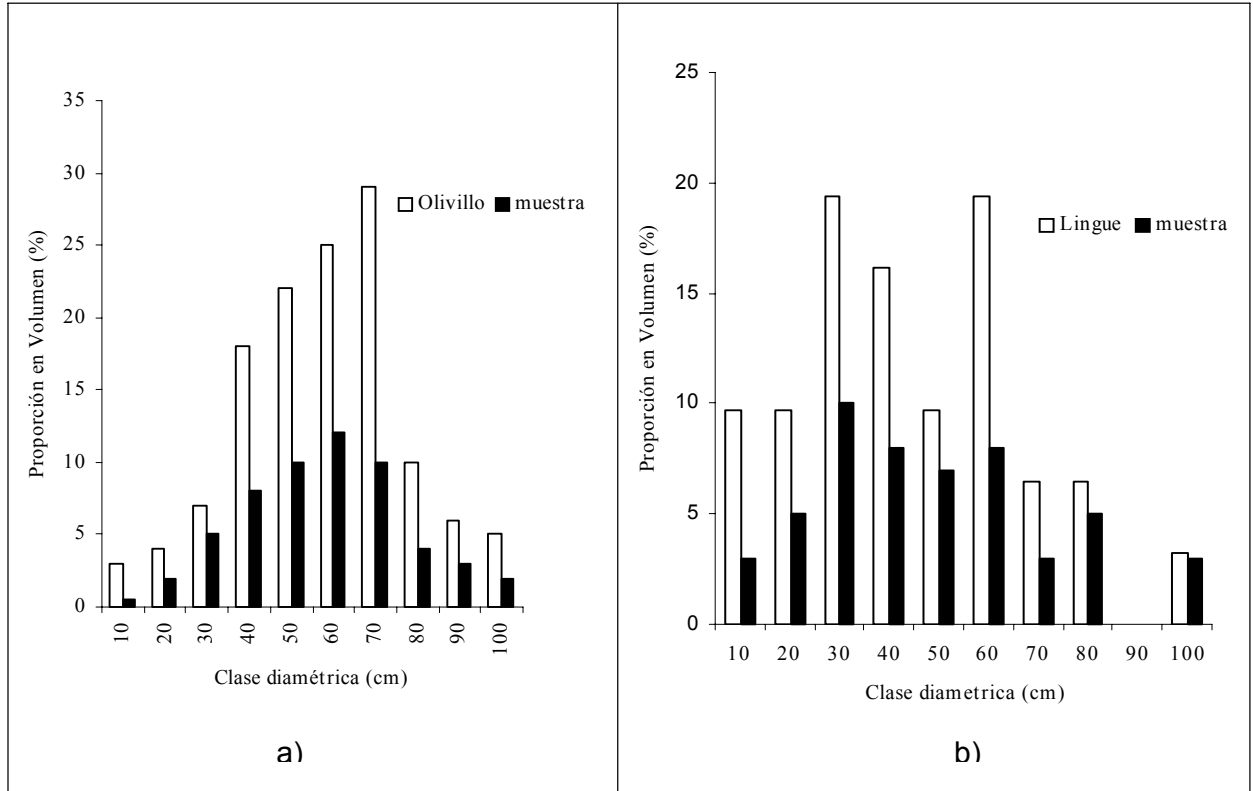 35
30
25
20
15
10
5
0
Proporción en Volumen (%)
Olivillo muestra
10 20 30 40 50 60 70 80 90 100
Clase diamétrica (cm)
a)
25
20
15
10
5
0
Proporción en Volumen (%)
Lingue muestra
10 20 30 40 50 60 70 80 90 100
Clase diametrica (cm)
b)